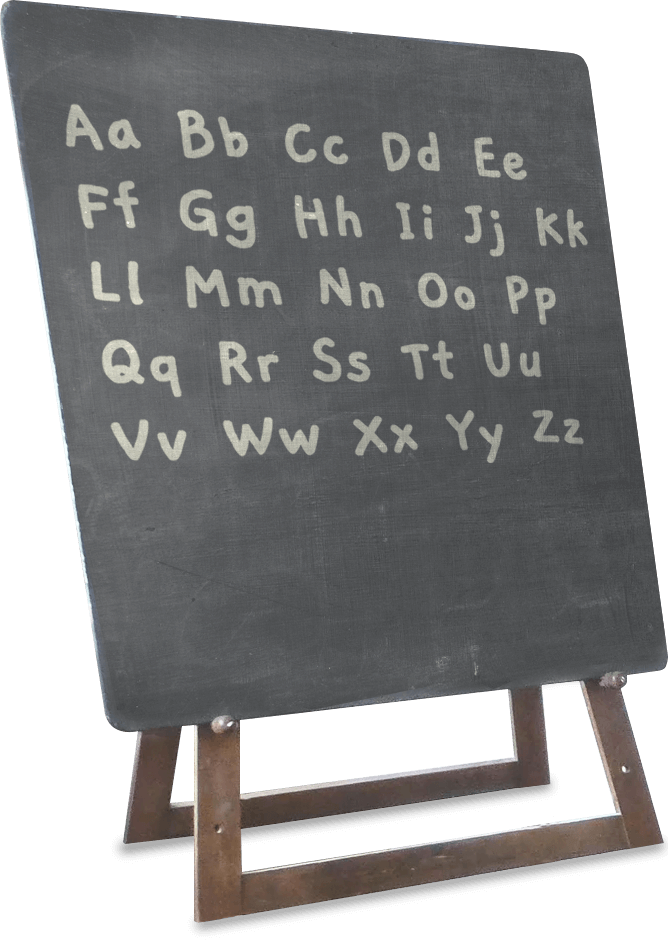 Aa Bb Cc Dd Ee
Ff Gg Hh Ii Jj Kk
Ll Mm Nn Oo Pp
Qq Rr Ss Tt Uu
Vv Ww Xx Yy Zz